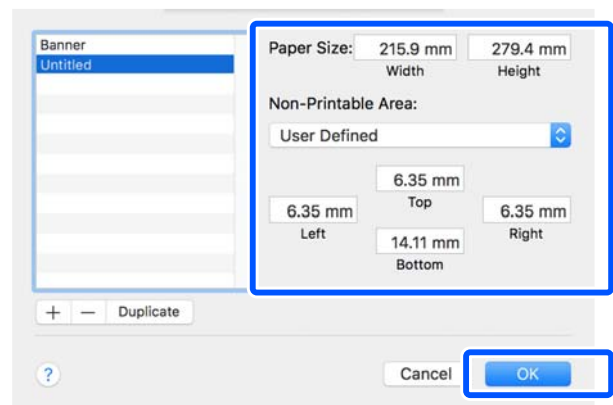 Banner
Untitled
Paper Size: 215.9 mm 279.4 mm
Width Height
Non-Printable Area:
User Defined
6.35 mm
Top
6.35 mm 6.35 mm
Left Right
14.11 mm
Bottom
+ − Duplicate
? Cancel OK